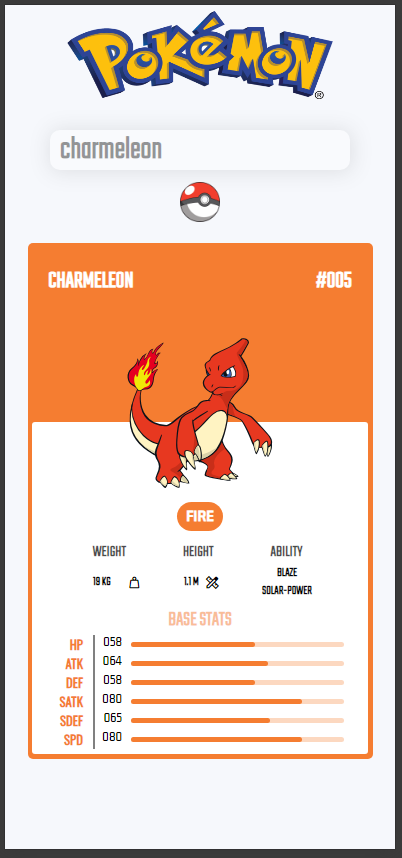 POKéMON®
charmeleon
CHARMELEON #005
FIRE
WEIGHT HEIGHT ABILITY
19 KG 1.1 M BLAZE
SOLAR-POWER
BASE STATS
HP 058
ATK 064
DEF 058
SATK 080
SDEF 065
SPD 080